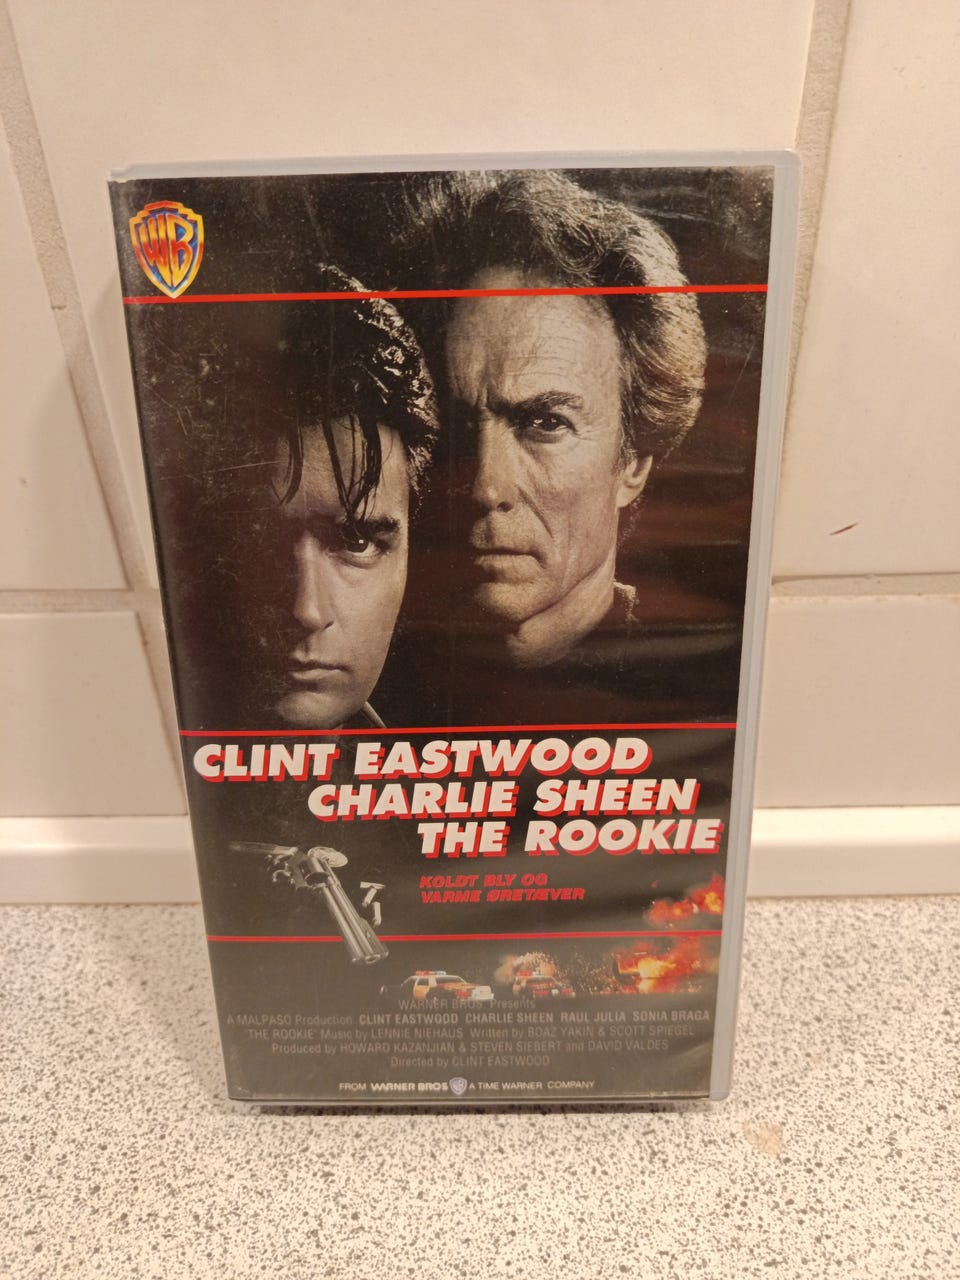 WB
CLINT EASTWOOD
CHARLIE SHEEN
THE ROOKIE
KOLDT BLY OG
VARME ØRETÆVER
WARNER BROS. Presents
A MALPASO Production CLINT EASTWOOD CHARLIE SHEEN RAUL JULIA SONIA BRAGA
"THE ROOKIE" Music by LENNIE NIEHAUS Written by BOAZ YAKIN & SCOTT SPIEGEL
Produced by HOWARD KAZANJIAN & STEVEN SIEBERT and DAVID VALDES
Directed by CLINT EASTWOOD
FROM WARNER BROS WB A TIME WARNER COMPANY